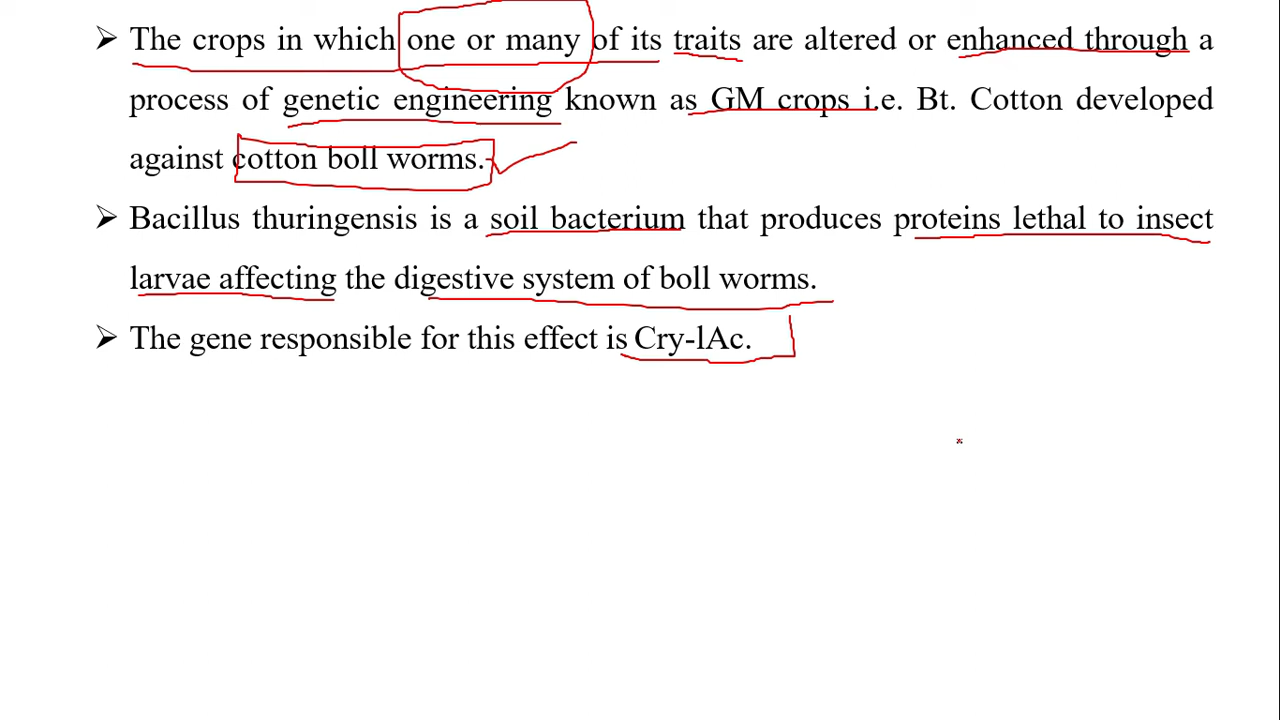 ➢ The crops in which one or many of its traits are altered or enhanced through a
process of genetic engineering known as GM crops i.e. Bt. Cotton developed
against cotton boll worms.
➢ Bacillus thuringensis is a soil bacterium that produces proteins lethal to insect
larvae affecting the digestive system of boll worms.
➢ The gene responsible for this effect is Cry-lAc.